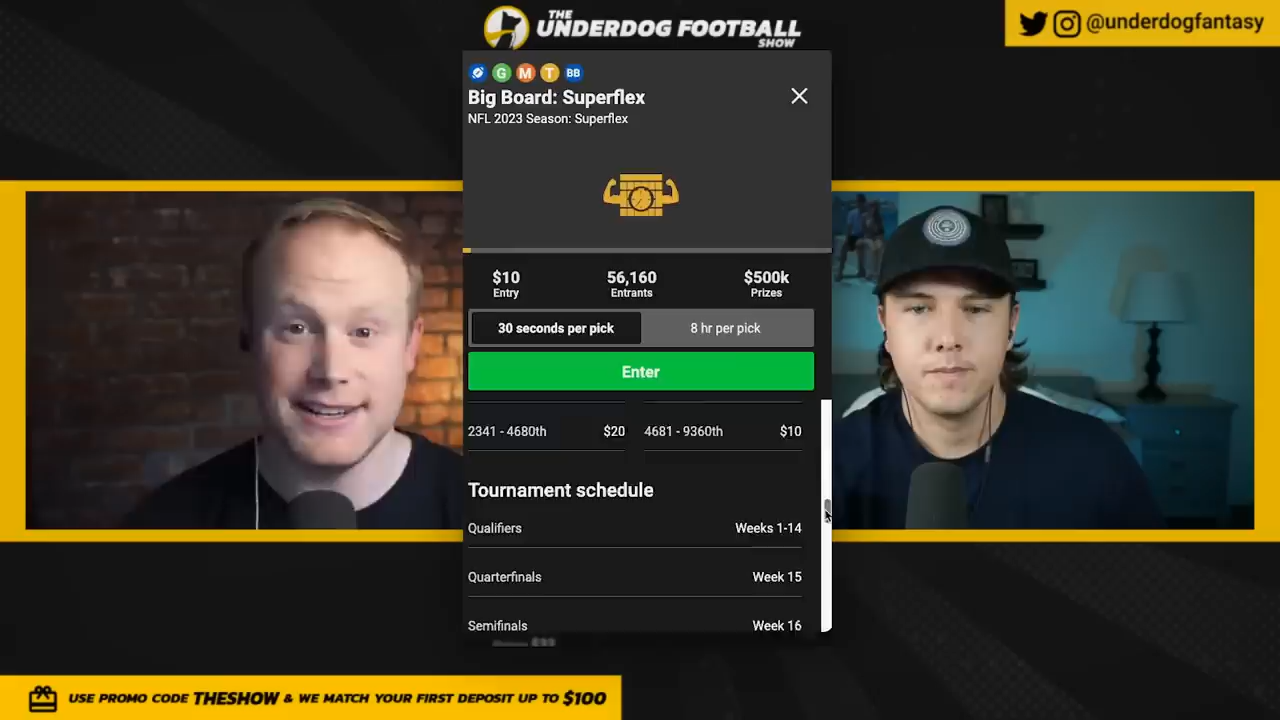 THE
UNDERDOG FOOTBALL
SHOW
@underdogfantasy
G M T BB
Big Board: Superflex
NFL 2023 Season: Superflex
$10 56,160 $500k
Entry Entrants Prizes
30 seconds per pick 8 hr per pick
Enter
2341 - 4680th $20 4681 - 9360th $10
Tournament schedule
Qualifiers Weeks 1-14
Quarterfinals Week 15
Semifinals Week 16
USE PROMO CODE THESHOW & WE MATCH YOUR FIRST DEPOSIT UP TO $100